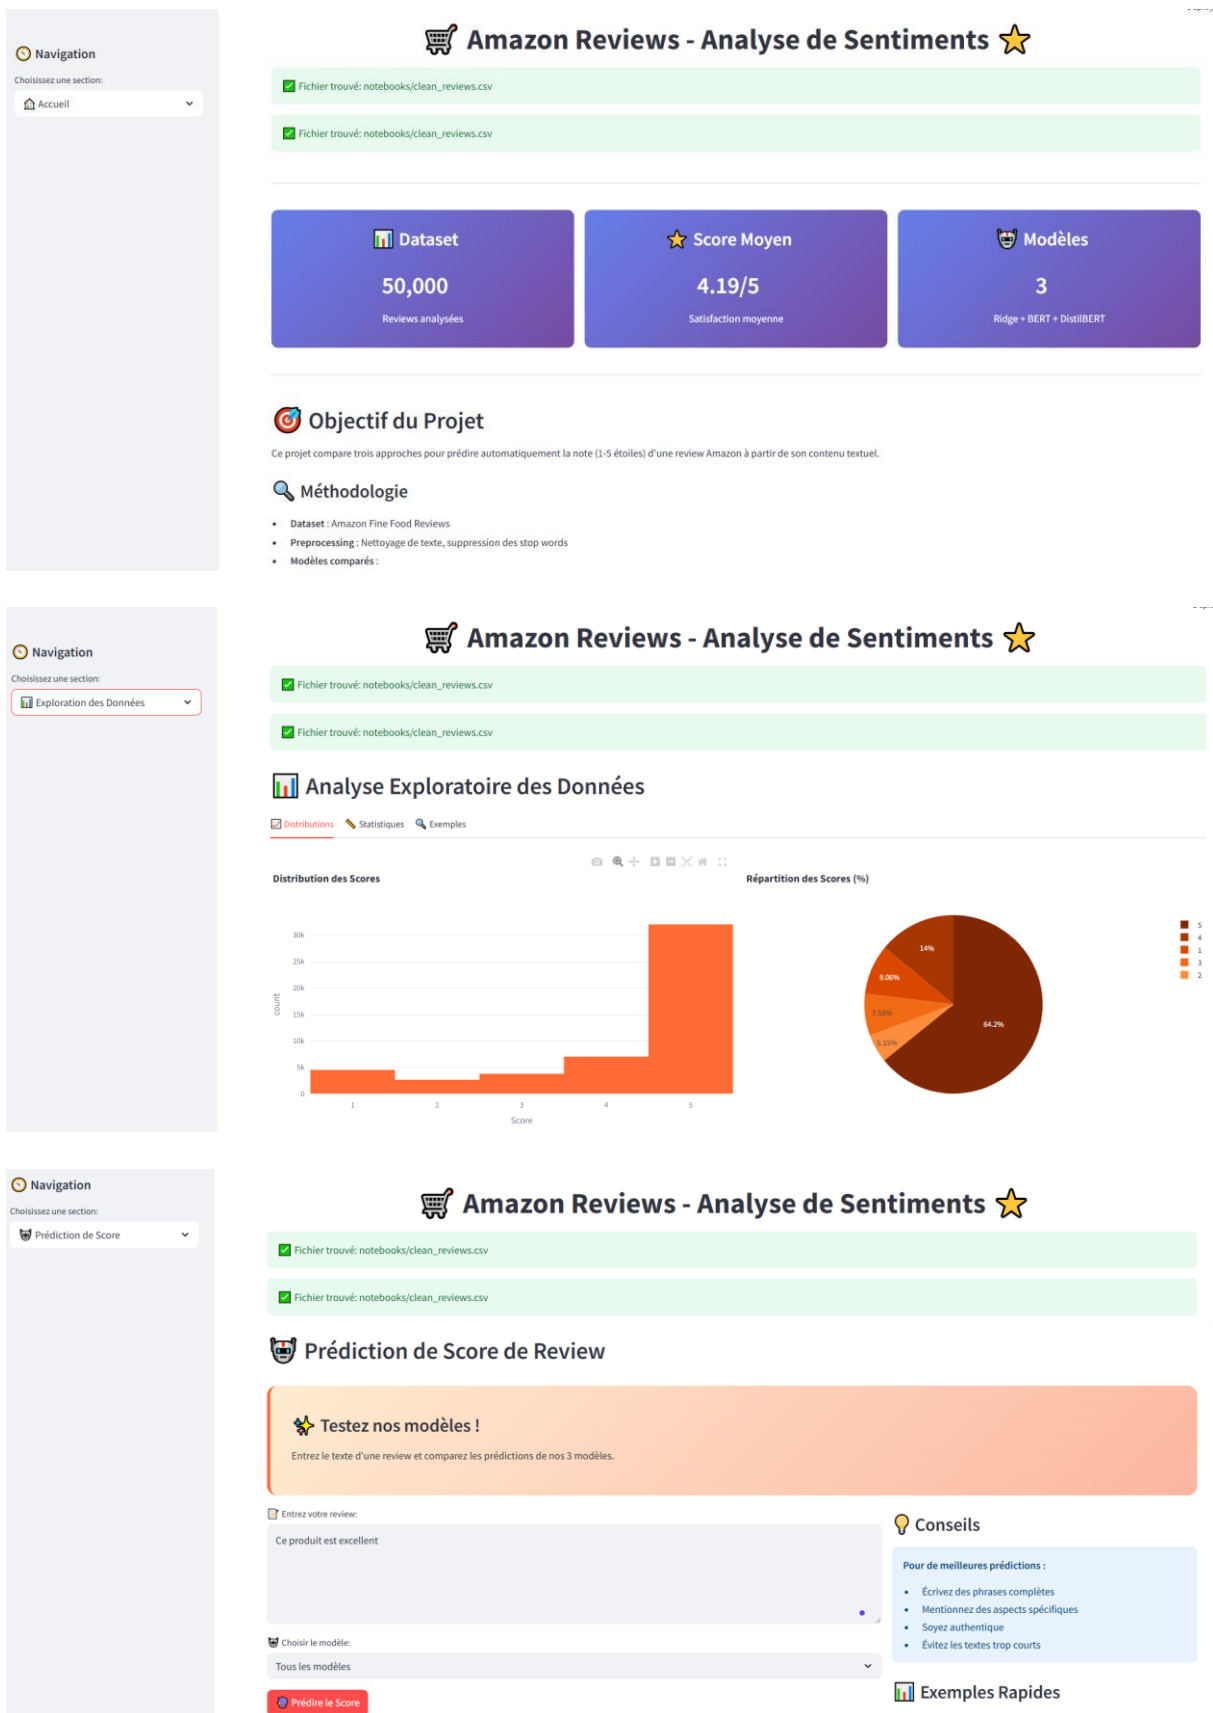 Navigation
Choisissez une section:
Accueil
Amazon Reviews - Analyse de Sentiments
Fichier trouvé: notebooks/clean_reviews.csv
Fichier trouvé: notebooks/clean_reviews.csv
Dataset
50,000
Reviews analysées
Score Moyen
4.19/5
Satisfaction moyenne
Modèles
3
Ridge + BERT + DistilBERT
Objectif du Projet
Ce projet compare trois approches pour prédire automatiquement la note (1-5 étoiles) d'une review Amazon à partir de son contenu textuel.
Méthodologie
• Dataset : Amazon Fine Food Reviews
• Preprocessing : Nettoyage de texte, suppression des stop words
• Modèles comparés :
Navigation
Choisissez une section:
Exploration des Données
Amazon Reviews - Analyse de Sentiments
Fichier trouvé: notebooks/clean_reviews.csv
Fichier trouvé: notebooks/clean_reviews.csv
Analyse Exploratoire des Données
Distributions Statistiques Exemples
Distribution des Scores
30k
25k
20k
15k
10k
5k
0
count
1 2 3 4 5
Score
Répartition des Scores (%)
14%
9.06%
7.58%
5.15%
64.2%
5
4
1
3
2
Navigation
Choisissez une section:
Prédiction de Score
Amazon Reviews - Analyse de Sentiments
Fichier trouvé: notebooks/clean_reviews.csv
Fichier trouvé: notebooks/clean_reviews.csv
Prédiction de Score de Review
Testez nos modèles !
Entrez le texte d'une review et comparez les prédictions de nos 3 modèles.
Entrez votre review:
Ce produit est excellent
Choisir le modèle:
Tous les modèles
Prédire le Score
Conseils
Pour de meilleures prédictions :
• Écrivez des phrases complètes
• Mentionnez des aspects spécifiques
• Soyez authentique
• Évitez les textes trop courts
Exemples Rapides